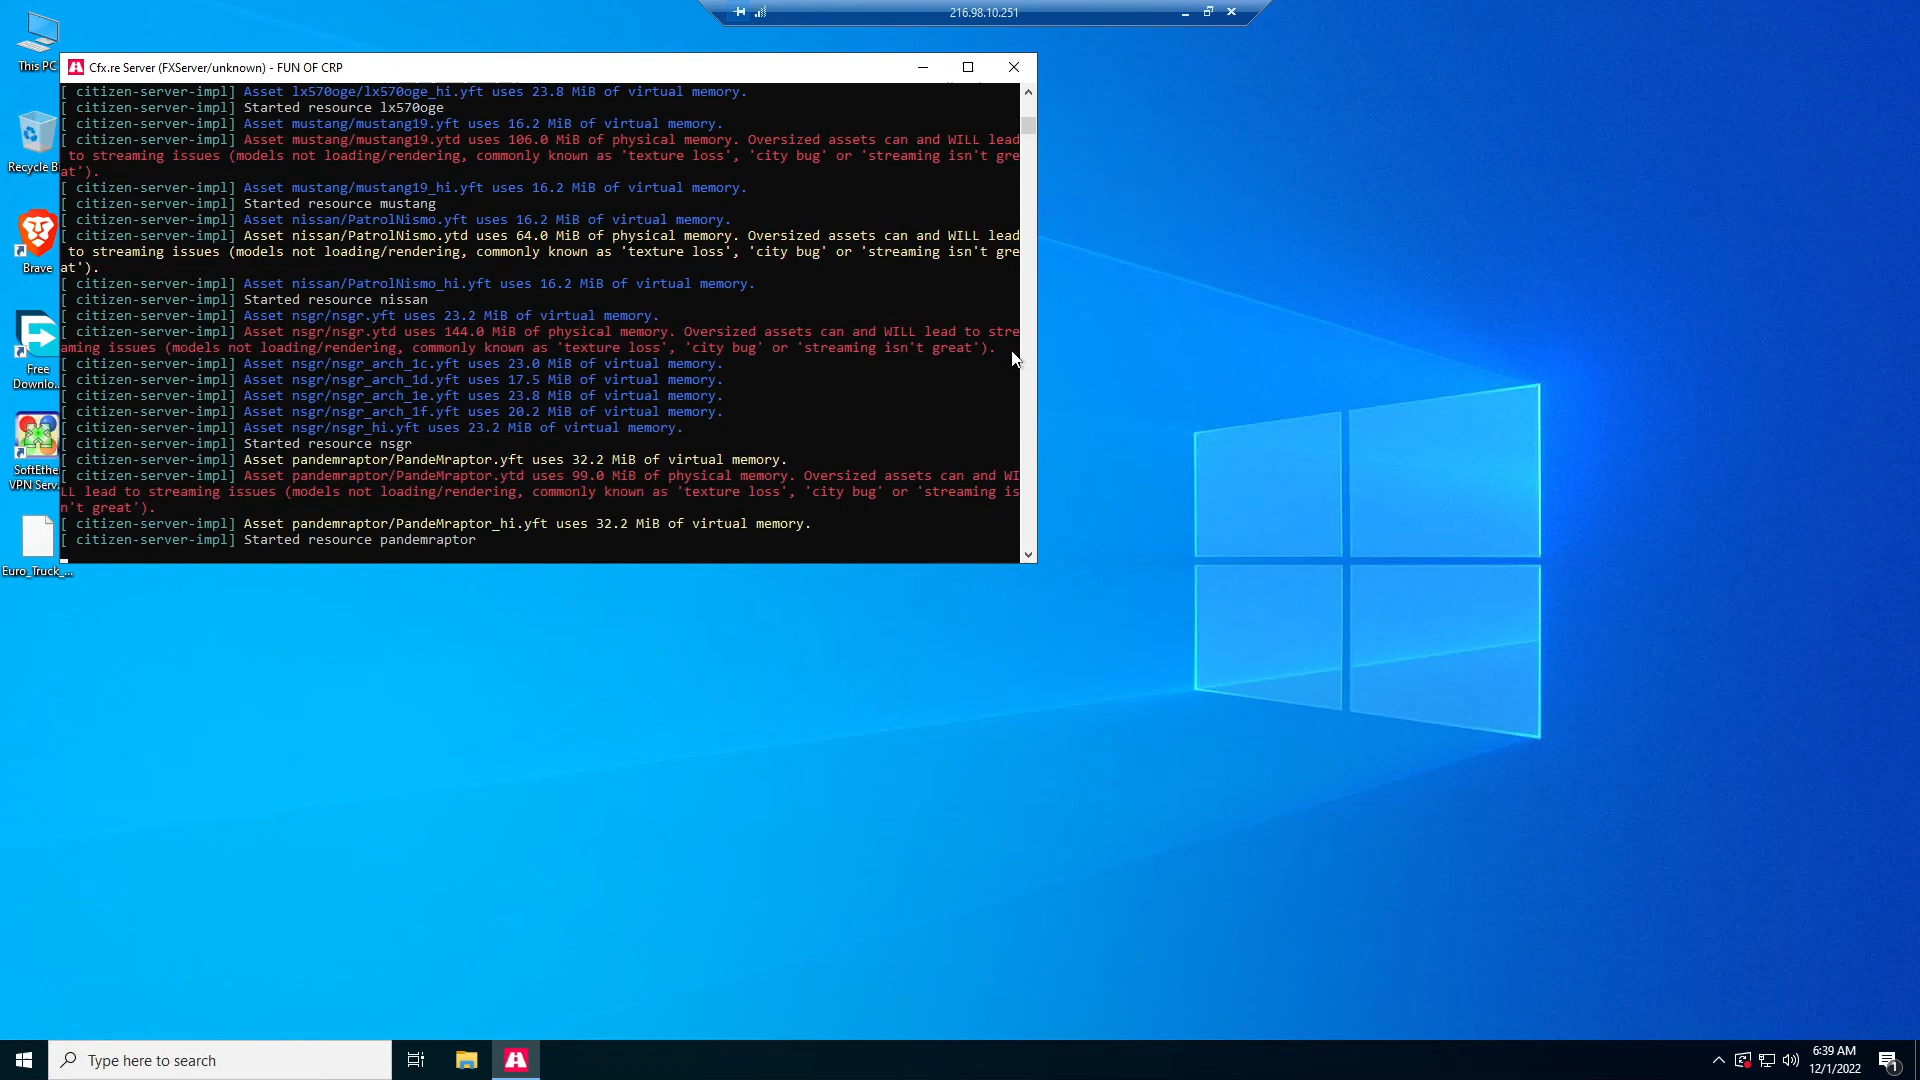 216.98.10.251
This PC
Cfx.re Server (FXServer/unknown) - FUN OF CRP
[ citizen-server-impl] Asset lx570oge/lx570oge_hi.yft uses 23.8 MiB of virtual memory.
[ citizen-server-impl] Started resource lx570oge
[ citizen-server-impl] Asset mustang/mustang19.yft uses 16.2 MiB of virtual memory.
[ citizen-server-impl] Asset mustang/mustang19.ytd uses 106.0 MiB of physical memory. Oversized assets can and WILL lead
to streaming issues (models not loading/rendering, commonly known as 'texture loss', 'city bug' or 'streaming isn't gre
at').
[ citizen-server-impl] Asset mustang/mustang19_hi.yft uses 16.2 MiB of virtual memory.
[ citizen-server-impl] Started resource mustang
[ citizen-server-impl] Asset nissan/PatrolNismo.yft uses 16.2 MiB of virtual memory.
[ citizen-server-impl] Asset nissan/PatrolNismo.ytd uses 64.0 MiB of physical memory. Oversized assets can and WILL lead
to streaming issues (models not loading/rendering, commonly known as 'texture loss', 'city bug' or 'streaming isn't gre
at').
[ citizen-server-impl] Asset nissan/PatrolNismo_hi.yft uses 16.2 MiB of virtual memory.
[ citizen-server-impl] Started resource nissan
[ citizen-server-impl] Asset nsgr/nsgr.yft uses 23.2 MiB of virtual memory.
[ citizen-server-impl] Asset nsgr/nsgr.ytd uses 144.0 MiB of physical memory. Oversized assets can and WILL lead to stre
aming issues (models not loading/rendering, commonly known as 'texture loss', 'city bug' or 'streaming isn't great').
[ citizen-server-impl] Asset nsgr/nsgr_arch_1c.yft uses 23.0 MiB of virtual memory.
[ citizen-server-impl] Asset nsgr/nsgr_arch_1d.yft uses 17.5 MiB of virtual memory.
[ citizen-server-impl] Asset nsgr/nsgr_arch_1e.yft uses 23.8 MiB of virtual memory.
[ citizen-server-impl] Asset nsgr/nsgr_arch_1f.yft uses 20.2 MiB of virtual memory.
[ citizen-server-impl] Asset nsgr/nsgr_hi.yft uses 23.2 MiB of virtual memory.
[ citizen-server-impl] Started resource nsgr
[ citizen-server-impl] Asset pandemraptor/PandeMraptor.yft uses 32.2 MiB of virtual memory.
[ citizen-server-impl] Asset pandemraptor/PandeMraptor.ytd uses 99.0 MiB of physical memory. Oversized assets can and WI
LL lead to streaming issues (models not loading/rendering, commonly known as 'texture loss', 'city bug' or 'streaming is
n't great').
[ citizen-server-impl] Asset pandemraptor/PandeMraptor_hi.yft uses 32.2 MiB of virtual memory.
[ citizen-server-impl] Started resource pandemraptor
Recycle B
Brave
Free
Downlo...
SoftEthe
VPN Serv.
Euro_Truck_...
Type here to search
6:39 AM
12/1/2022
1